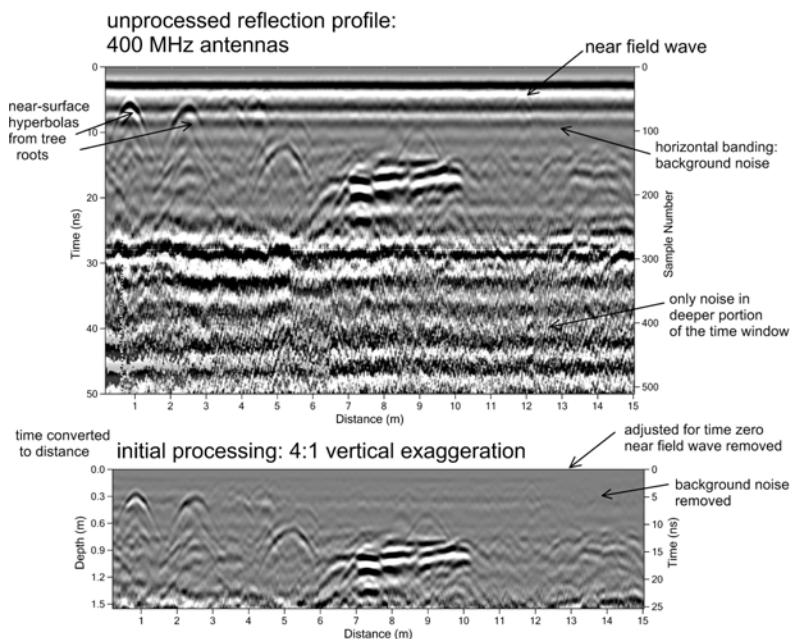 unprocessed reflection profile:
400 MHz antennas
near field wave
near-surface
hyperbolas
from tree
roots
horizontal banding:
background noise
only noise in
deeper portion
of the time window
0
10
20
30
40
50
Time (ns)
0
100
200
300
400
500
Sample Number
1 2 3 4 5 6 7 8 9 10 11 12 13 14 15
Distance (m)
time converted
to distance
initial processing: 4:1 vertical exaggeration
adjusted for time zero
near field wave removed
background noise
removed
0.0
0.3
0.6
0.9
1.2
1.5
Depth (m)
0
5
10
15
20
25
Time (ns)
1 2 3 4 5 6 7 8 9 10 11 12 13 14 15
Distance (m)